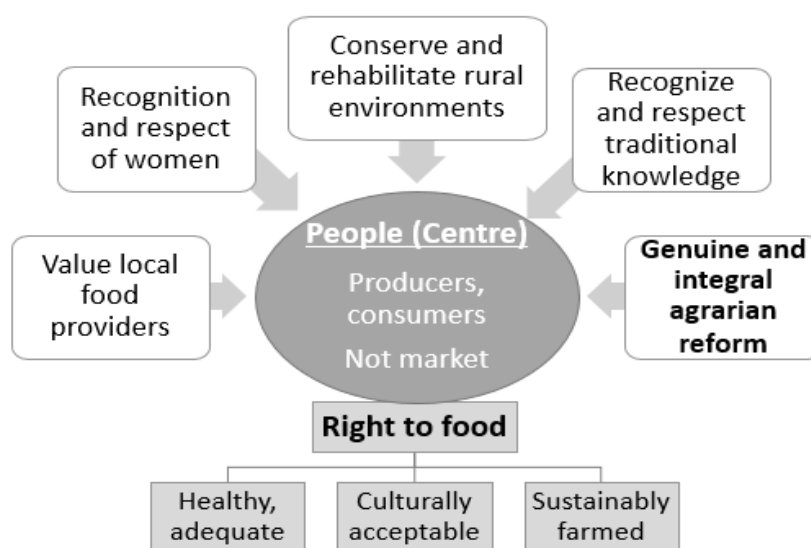 Conserve and
rehabilitate rural
environments
Recognition
and respect
of women
Recognize
and respect
traditional
knowledge
Value local
food
providers
People (Centre)
Producers,
consumers
Not market
Genuine and
integral
agrarian
reform
Right to food
Healthy,
adequate
Culturally
acceptable
Sustainably
farmed